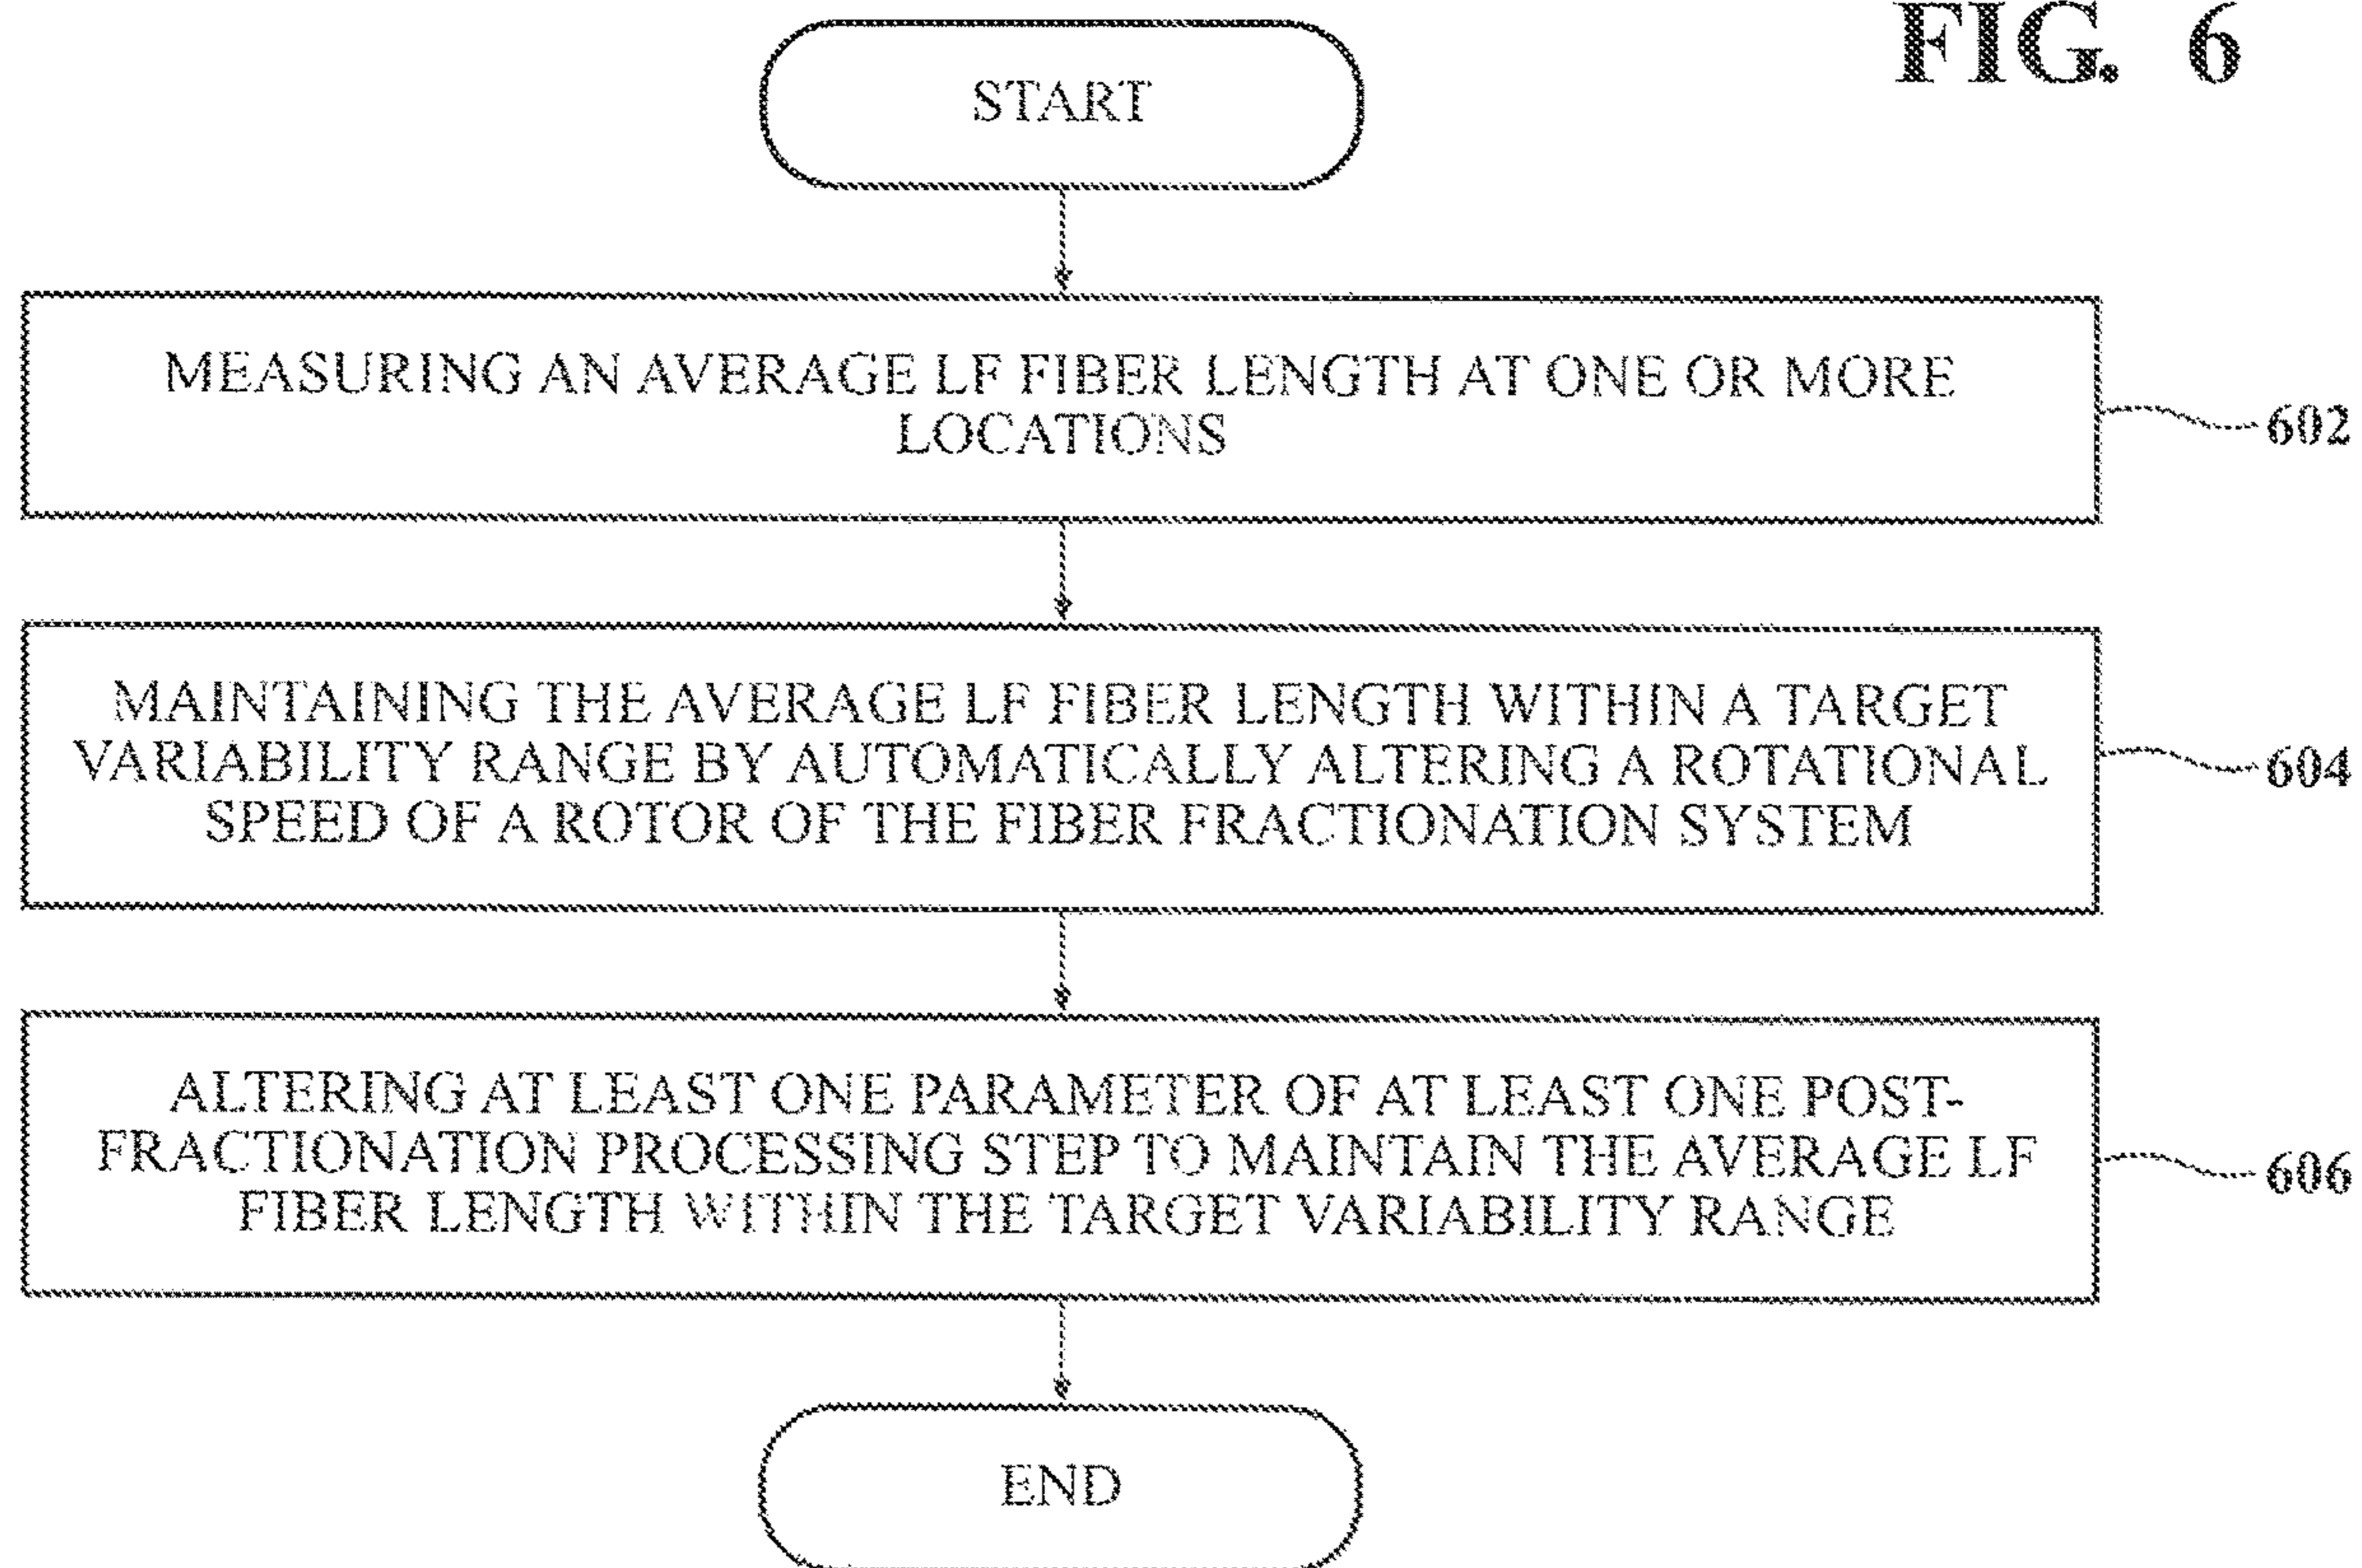 FIG. 6
START
MEASURING AN AVERAGE LF FIBER LENGTH AT ONE OR MORE
LOCATIONS
602
MAINTAINING THE AVERAGE LF FIBER LENGTH WITHIN A TARGET
VARIABILITY RANGE BY AUTOMATICALLY ALTERING A ROTATIONAL
SPEED OF A ROTOR OF THE FIBER FRACTIONATION SYSTEM
604
ALTERING AT LEAST ONE PARAMETER OF AT LEAST ONE POST-
FRACTIONATION PROCESSING STEP TO MAINTAIN THE AVERAGE LF
FIBER LENGTH WITHIN THE TARGET VARIABILITY RANGE
606
END